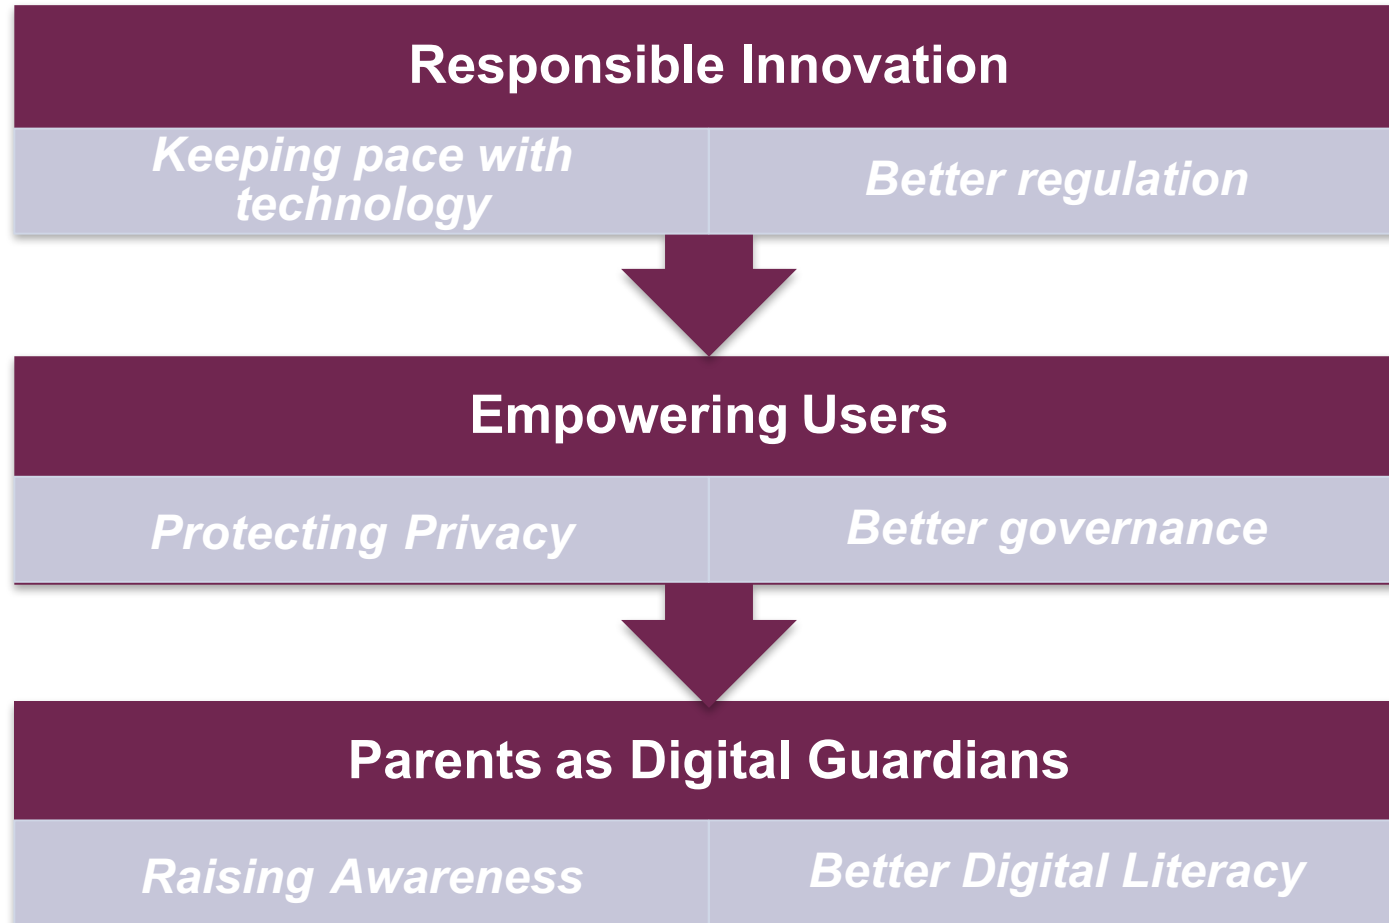 Responsible Innovation
Keeping pace with
technology
Better regulation
Empowering Users
Protecting Privacy
Better governance
Parents as Digital Guardians
Raising Awareness
Better Digital Literacy